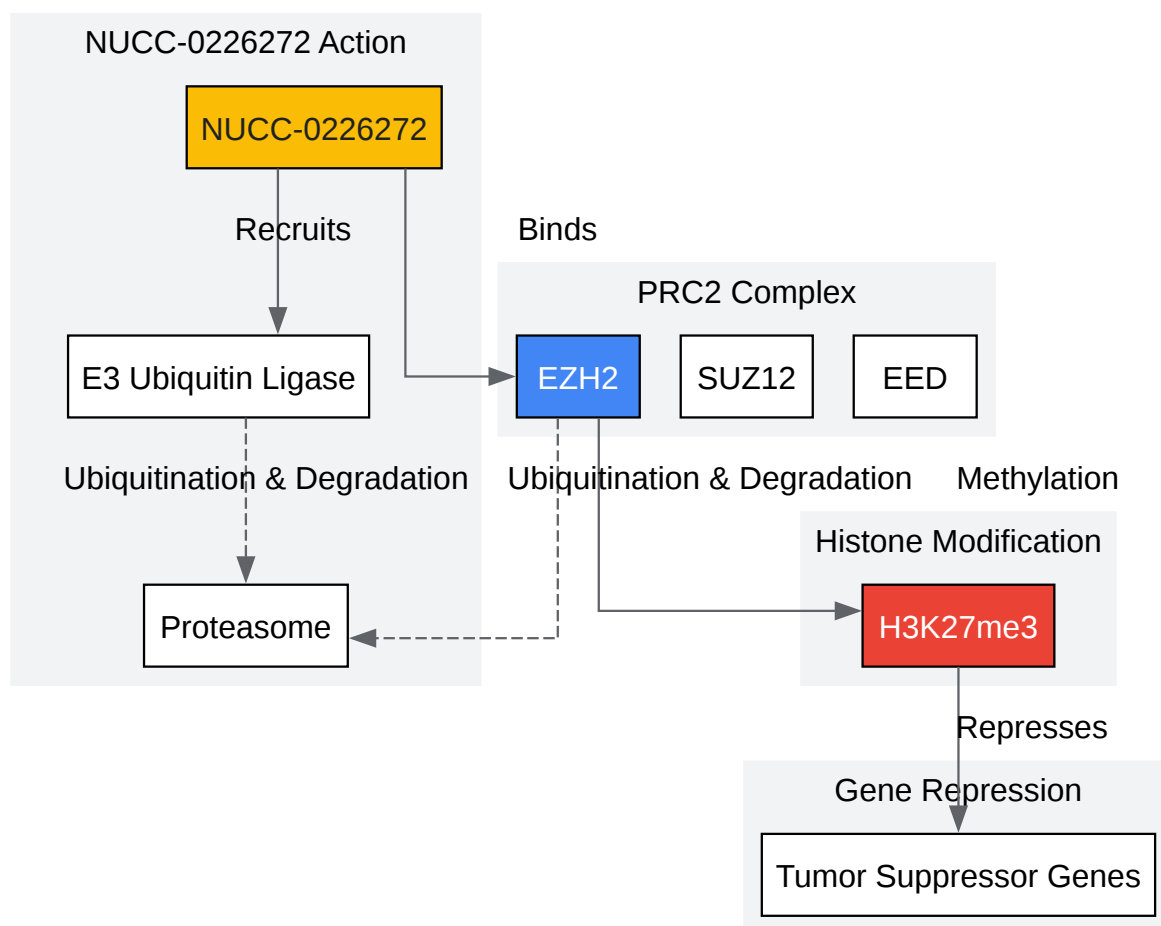 NUCC-0226272 Action
NUCC-0226272
Recruits
Binds
PRC2 Complex
E3 Ubiquitin Ligase
EZH2
SUZ12
EED
Ubiquitination & Degradation
Ubiquitination & Degradation
Methylation
Histone Modification
Proteasome
H3K27me3
Represses
Gene Repression
Tumor Suppressor Genes